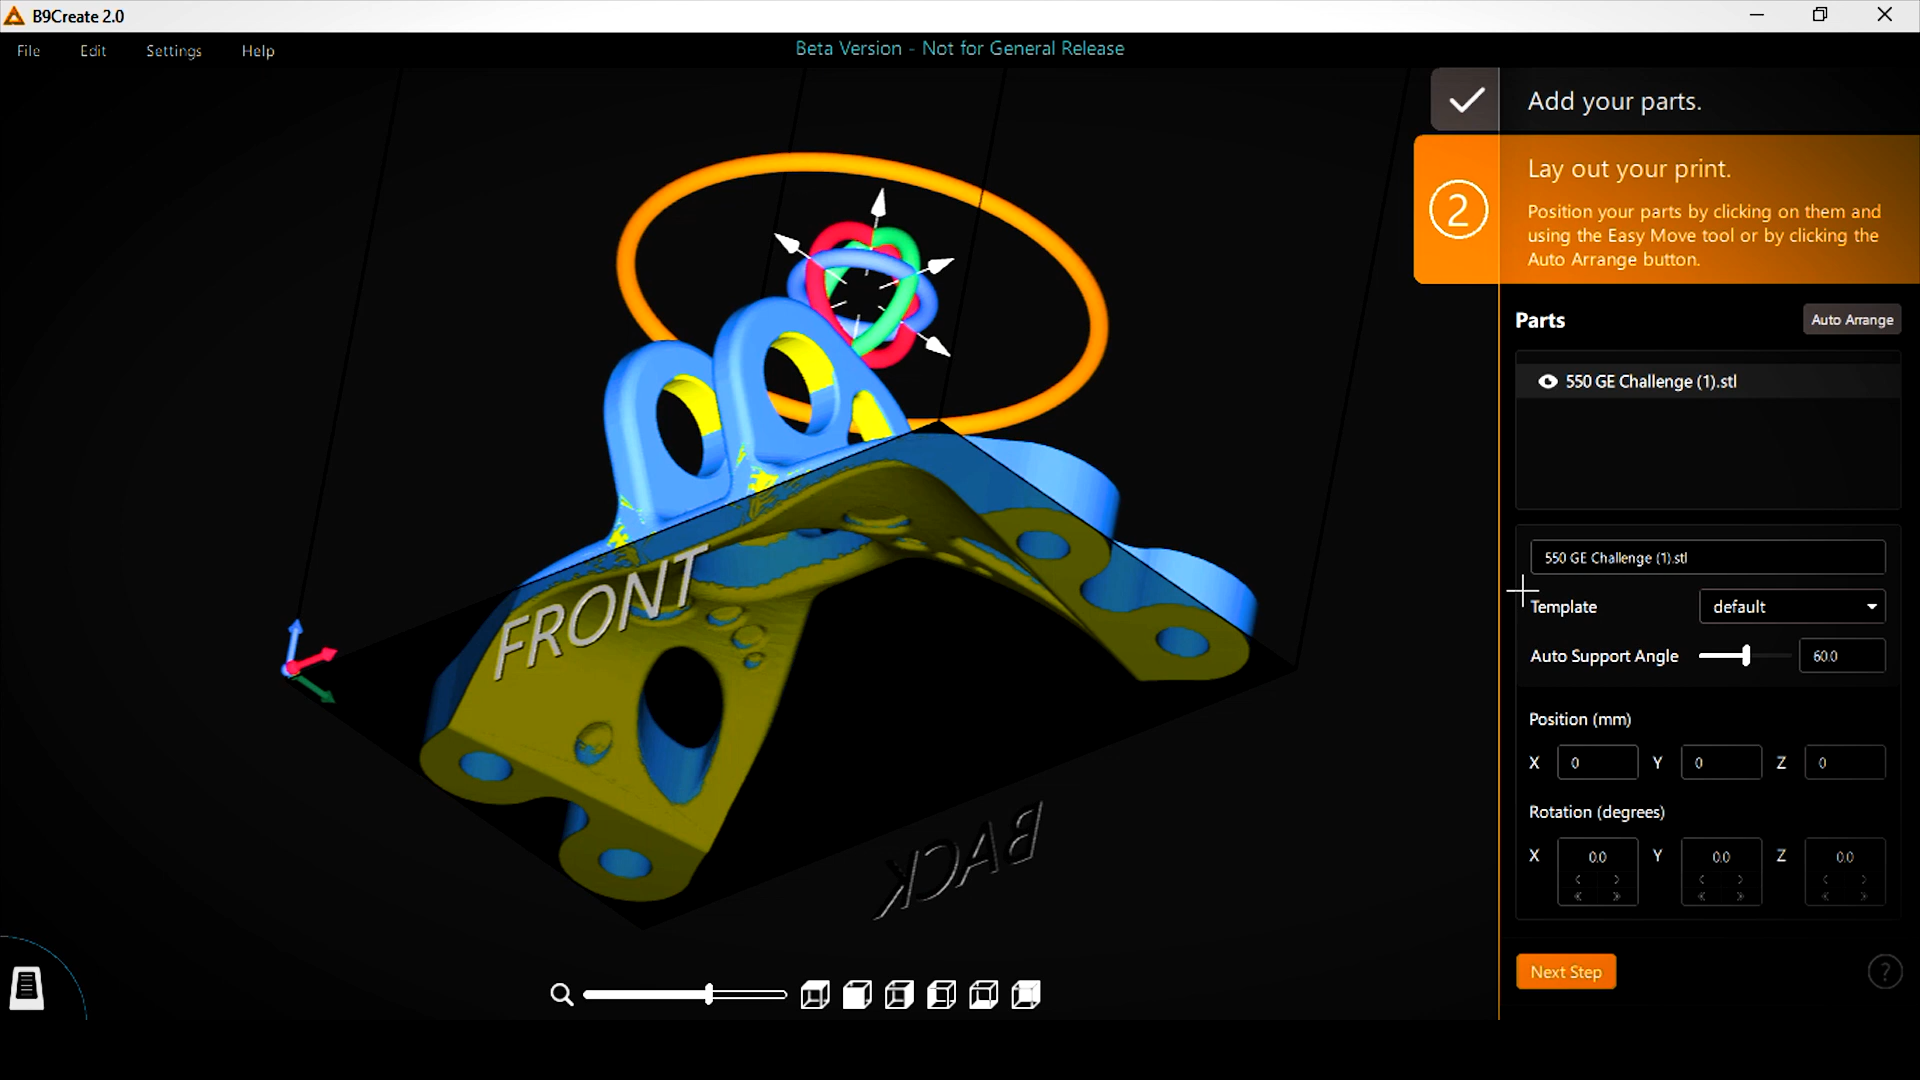 B9Create 2.0
File Edit Settings Help
Beta Version - Not for General Release
Add your parts.
2
Lay out your print.
Position your parts by clicking on them and
using the Easy Move tool or by clicking the
Auto Arrange button.
Parts
Auto Arrange
550 GE Challenge (1).stl
550 GE Challenge (1).stl
Template default
Auto Support Angle 60.0
Position (mm)
X 0 Y 0 Z 0
Rotation (degrees)
X 0.0 Y 0.0 Z 0.0
Next Step ?
FRONT
BACK